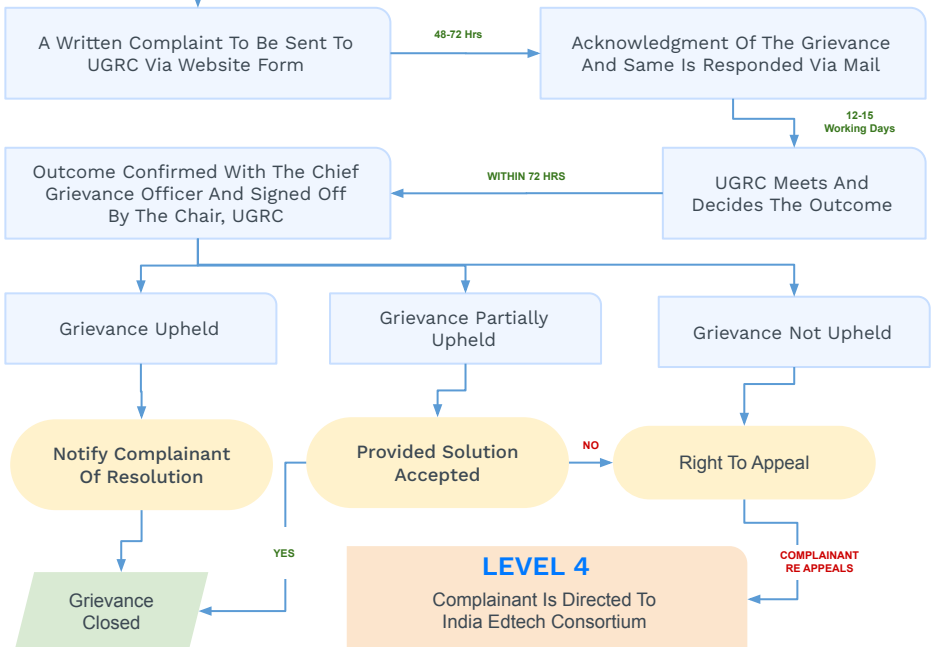 A Written Complaint To Be Sent To
UGRC Via Website Form
48-72 Hrs
Acknowledgment Of The Grievance
And Same Is Responded Via Mail
12-15
Working Days
Outcome Confirmed With The Chief
Grievance Officer And Signed Off
By The Chair, UGRC
WITHIN 72 HRS
UGRC Meets And
Decides The Outcome
Grievance Upheld
Grievance Partially
Upheld
Grievance Not Upheld
Notify Complainant
Of Resolution
Provided Solution
Accepted
NO
Right To Appeal
YES
COMPLAINANT
RE APPEALS
LEVEL 4
Complainant Is Directed To
India Edtech Consortium
Grievance
Closed